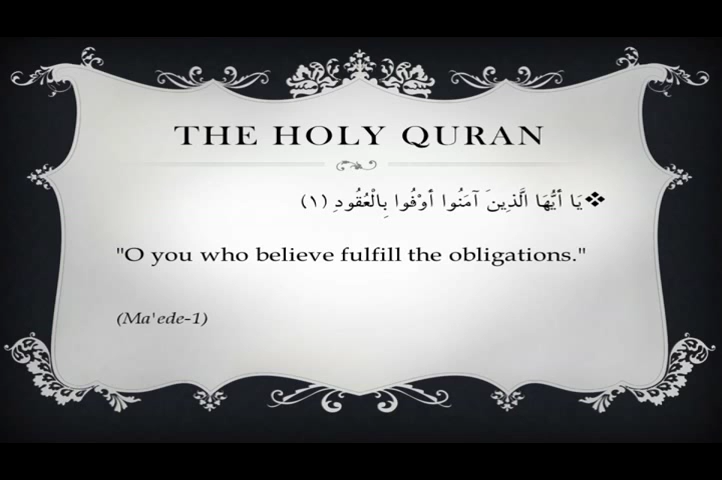 THE HOLY QURAN
❖ يَا أَيُّهَا الَّذِينَ آمَنُوا أَوْفُوا بِالْعُقُودِ (١)
"O you who believe fulfill the obligations."
(Ma'ede-1)